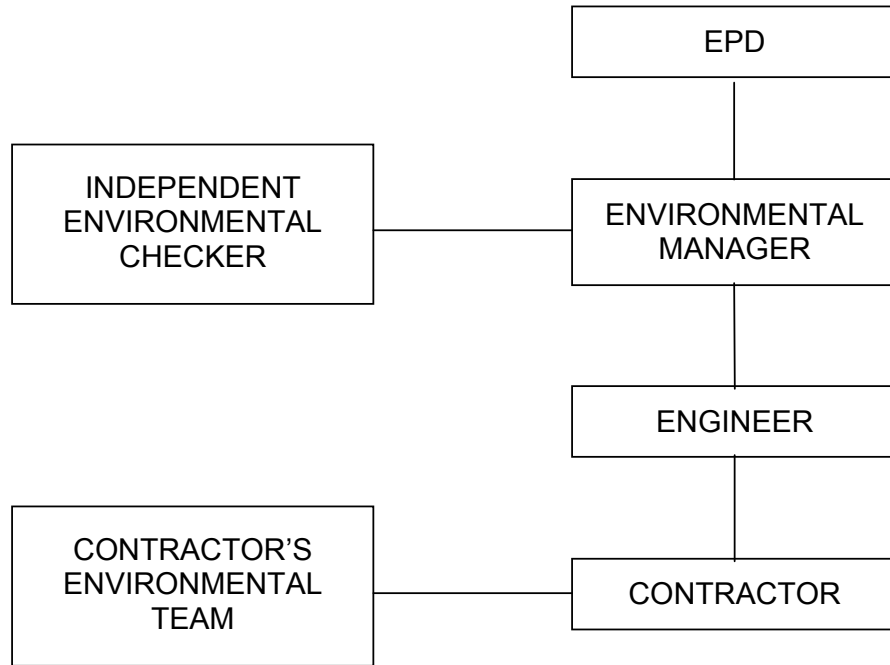 EPD
INDEPENDENT
ENVIRONMENTAL
CHECKER
ENVIRONMENTAL
MANAGER
ENGINEER
CONTRACTOR’S
ENVIRONMENTAL
TEAM
CONTRACTOR